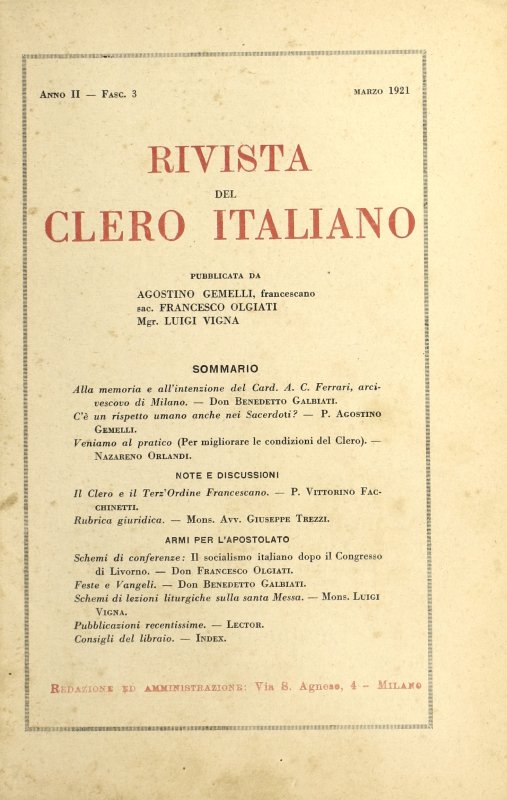 ANNO II — FASC. 3
MARZO 1921
RIVISTA
DEL
CLERO ITALIANO
PUBBLICATA DA
AGOSTINO GEMELLI, francescano
sac. FRANCESCO OLGIATI
Mgr. LUIGI VIGNA
SOMMARIO
Alla memoria e all'intenzione del Card. A. C. Ferrari, arci-
vescovo di Milano. — DON BENEDETTO GALBIATI.
C'è un rispetto umano anche nei Sacerdoti? — P. AGOSTINO
GEMELLI.
Veniamo al pratico (Per migliorare le condizioni del Clero). —
NAZARENO ORLANDI.
NOTE E DISCUSSIONI
Il Clero e il Terz'Ordine Francescano. — P. VITTORINO FAC-
CHINETTI.
Rubrica giuridica. — MONS. AVV. GIUSEPPE TREZZI.
ARMI PER L'APOSTOLATO
Schemi di conferenze: Il socialismo italiano dopo il Congresso
di Livorno. — DON FRANCESCO OLGIATI.
Feste e Vangeli. — DON BENEDETTO GALBIATI.
Schemi di lezioni liturgiche sulla santa Messa. — MONS. LUIGI
VIGNA.
Pubblicazioni recentissime. — LECTOR.
Consigli del libraio. — INDEX.
REDAZIONE ED AMMINISTRAZIONE: Via S. Agnese, 4 - MILANO